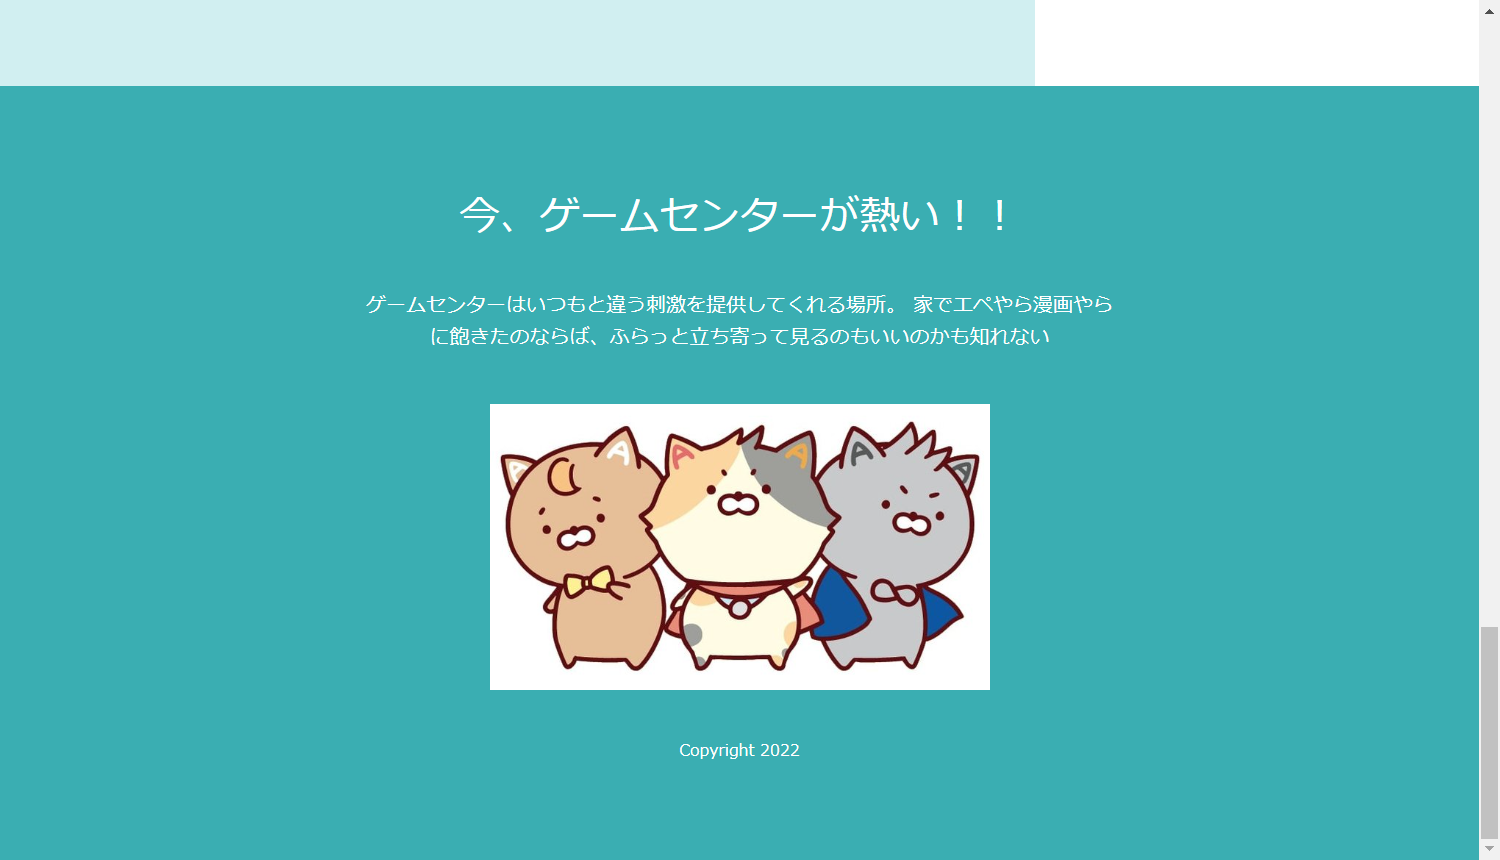 今、ゲームセンターが熱い！！
ゲームセンターはいつもと違う刺激を提供してくれる場所。 家でエペやら漫画やら
に飽きたのならば、ふらっと立ち寄って見るのもいいのかも知れない
Copyright 2022